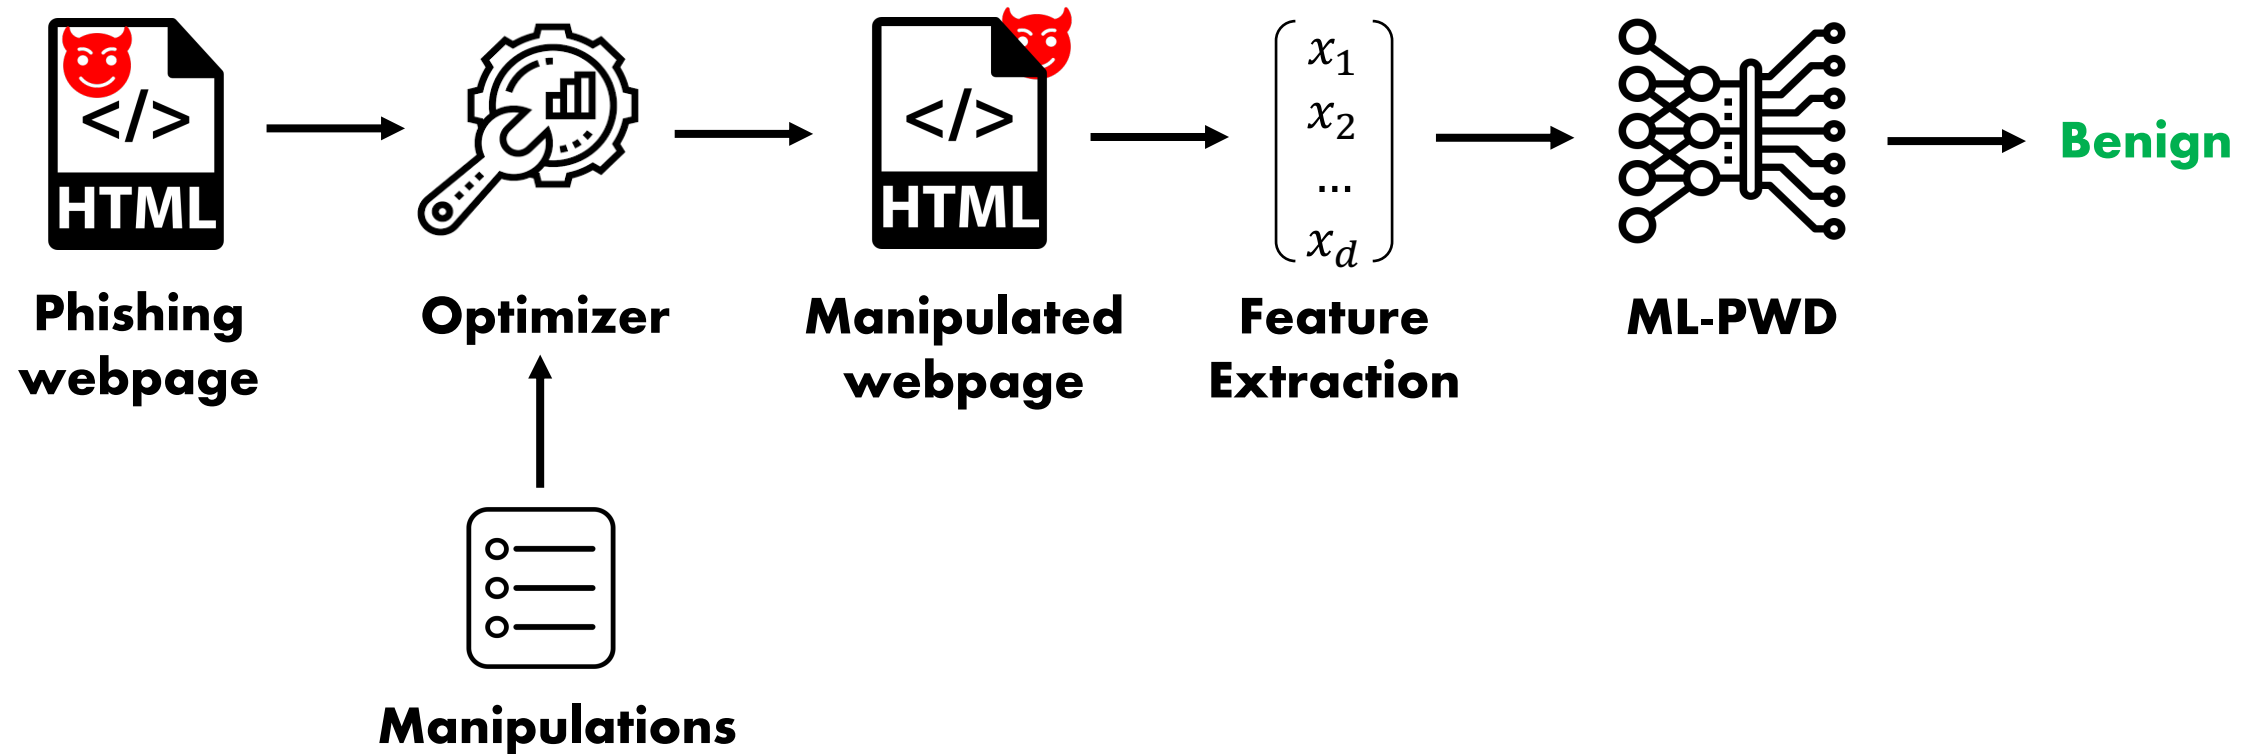 </>
HTML
Phishing
webpage
Optimizer
</>
HTML
Manipulated
webpage
x1
x2
...
xd
Feature
Extraction
ML-PWD
Benign
Manipulations